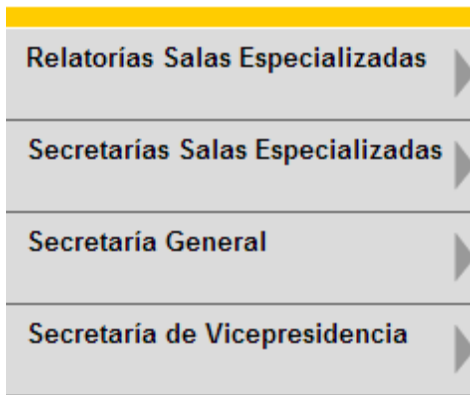 Relatorías Salas Especializadas
Secretarías Salas Especializadas
Secretaría General
Secretaría de Vicepresidencia